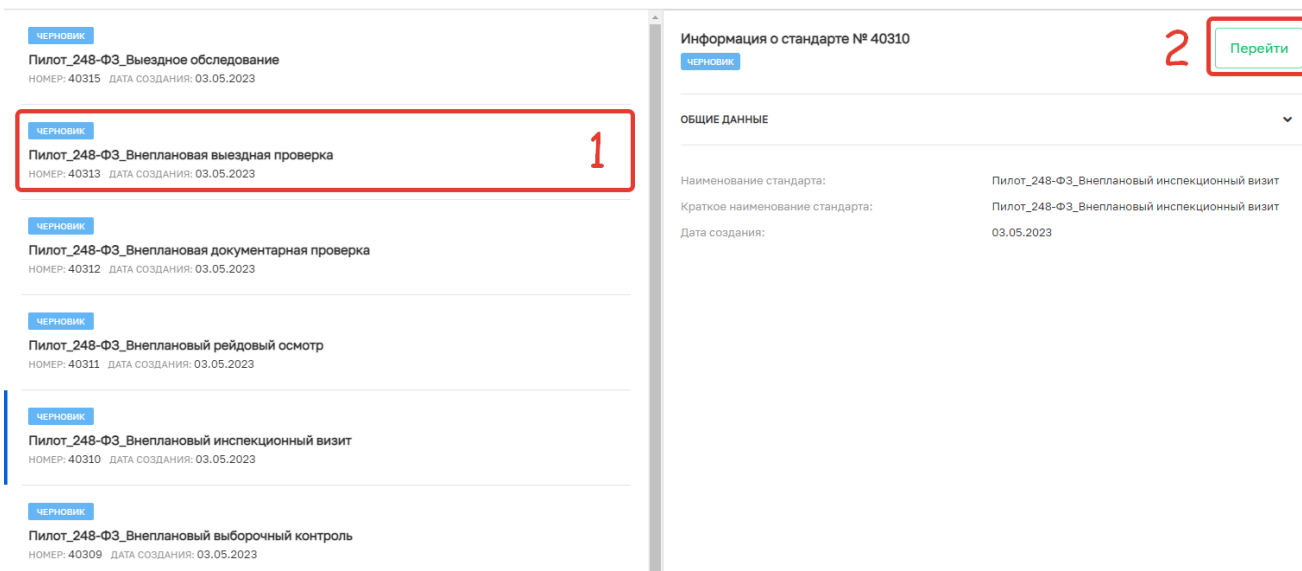 ЧЕРНОВИК
Пилот_248-ФЗ_Выездное обследование
НОМЕР: 40315 ДАТА СОЗДАНИЯ: 03.05.2023
ЧЕРНОВИК
Пилот_248-ФЗ_Внеплановая выездная проверка
НОМЕР: 40313 ДАТА СОЗДАНИЯ: 03.05.2023
1
ЧЕРНОВИК
Пилот_248-ФЗ_Внеплановая документарная проверка
НОМЕР: 40312 ДАТА СОЗДАНИЯ: 03.05.2023
ЧЕРНОВИК
Пилот_248-ФЗ_Внеплановый рейдовый осмотр
НОМЕР: 40311 ДАТА СОЗДАНИЯ: 03.05.2023
ЧЕРНОВИК
Пилот_248-ФЗ_Внеплановый инспекционный визит
НОМЕР: 40310 ДАТА СОЗДАНИЯ: 03.05.2023
ЧЕРНОВИК
Пилот_248-ФЗ_Внеплановый выборочный контроль
НОМЕР: 40309 ДАТА СОЗДАНИЯ: 03.05.2023
Информация о стандарте № 40310
ЧЕРНОВИК
2
Перейти
ОБЩИЕ ДАННЫЕ
Наименование стандарта: Пилот_248-ФЗ_Внеплановый инспекционный визит
Краткое наименование стандарта: Пилот_248-ФЗ_Внеплановый инспекционный визит
Дата создания: 03.05.2023